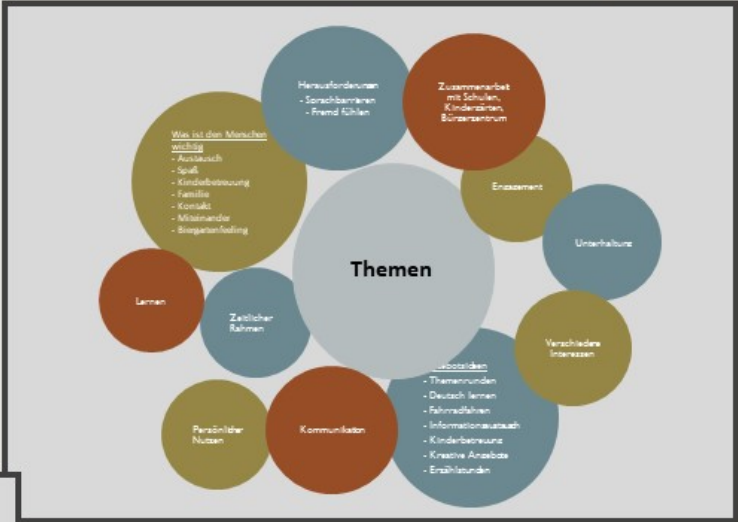 Herausforderungen
- Sprachbarrieren
- Fremd fühlen
Zusammenarbeit
mit Schulen,
Kindergärten,
Bürgerzentrum
Was ist den Menschen
wichtig
- Austausch
- Spaß
- Kinderbetreuung
- Familie
- Kontakt
- Miteinander
- Biergartenfeeling
Engagement
Unterhaltung
Themen
Lernen
Zeitlicher
Rahmen
Verschiedene
Interessen
- Themenrunden
- Deutsch lernen
- Fahrradfahren
- Informationsaustausch
- Kinderbetreuung
- Kreative Angebote
- Erzählstunden
Persönlicher
Nutzen
Kommunikation